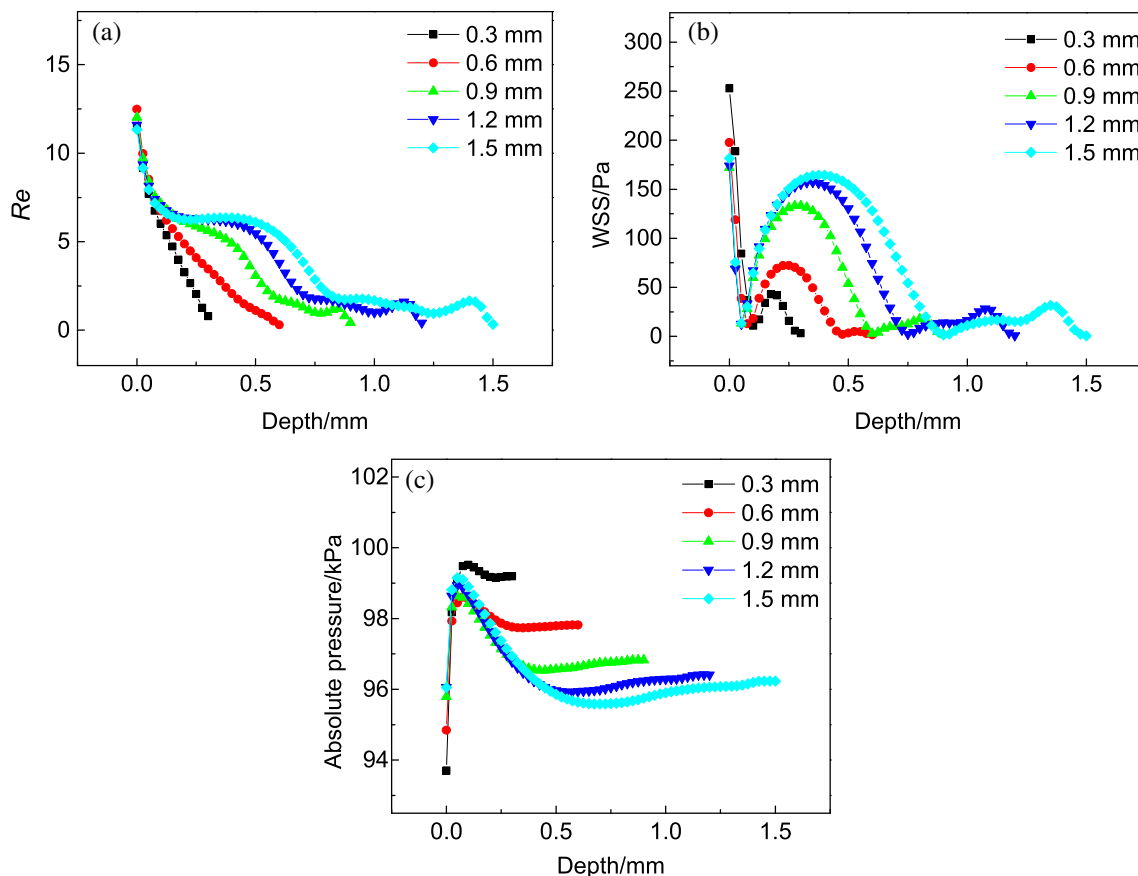 (a)
0.3 mm
0.6 mm
0.9 mm
1.2 mm
1.5 mm
15
10
5
0
Re
0.0 0.5 1.0 1.5
Depth/mm
(b)
0.3 mm
0.6 mm
0.9 mm
1.2 mm
1.5 mm
300
250
200
150
100
50
0
WSS/Pa
0.0 0.5 1.0 1.5
Depth/mm
(c)
0.3 mm
0.6 mm
0.9 mm
1.2 mm
1.5 mm
102
100
98
96
94
Absolute pressure/kPa
0.0 0.5 1.0 1.5
Depth/mm